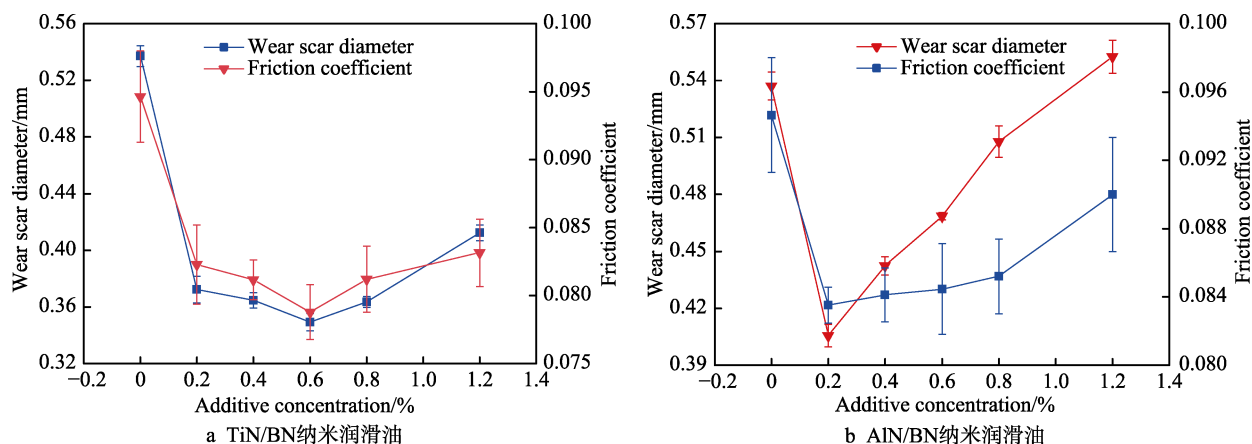 0.56
0.52
0.48
0.44
0.40
0.36
0.32
Wear scar diameter/mm
Wear scar diameter
Friction coefficient
0.100
0.095
0.090
0.085
0.080
0.075
Friction coefficient
−0.2 0 0.2 0.4 0.6 0.8 1.0 1.2 1.4
Additive concentration/%
a TiN/BN纳米润滑油
0.57
0.54
0.51
0.48
0.45
0.42
0.39
Wear scar diameter/mm
Wear scar diameter
Friction coefficient
0.100
0.096
0.092
0.088
0.084
0.080
Friction coefficient
−0.2 0 0.2 0.4 0.6 0.8 1.0 1.2 1.4
Additive concentration/%
b AlN/BN纳米润滑油